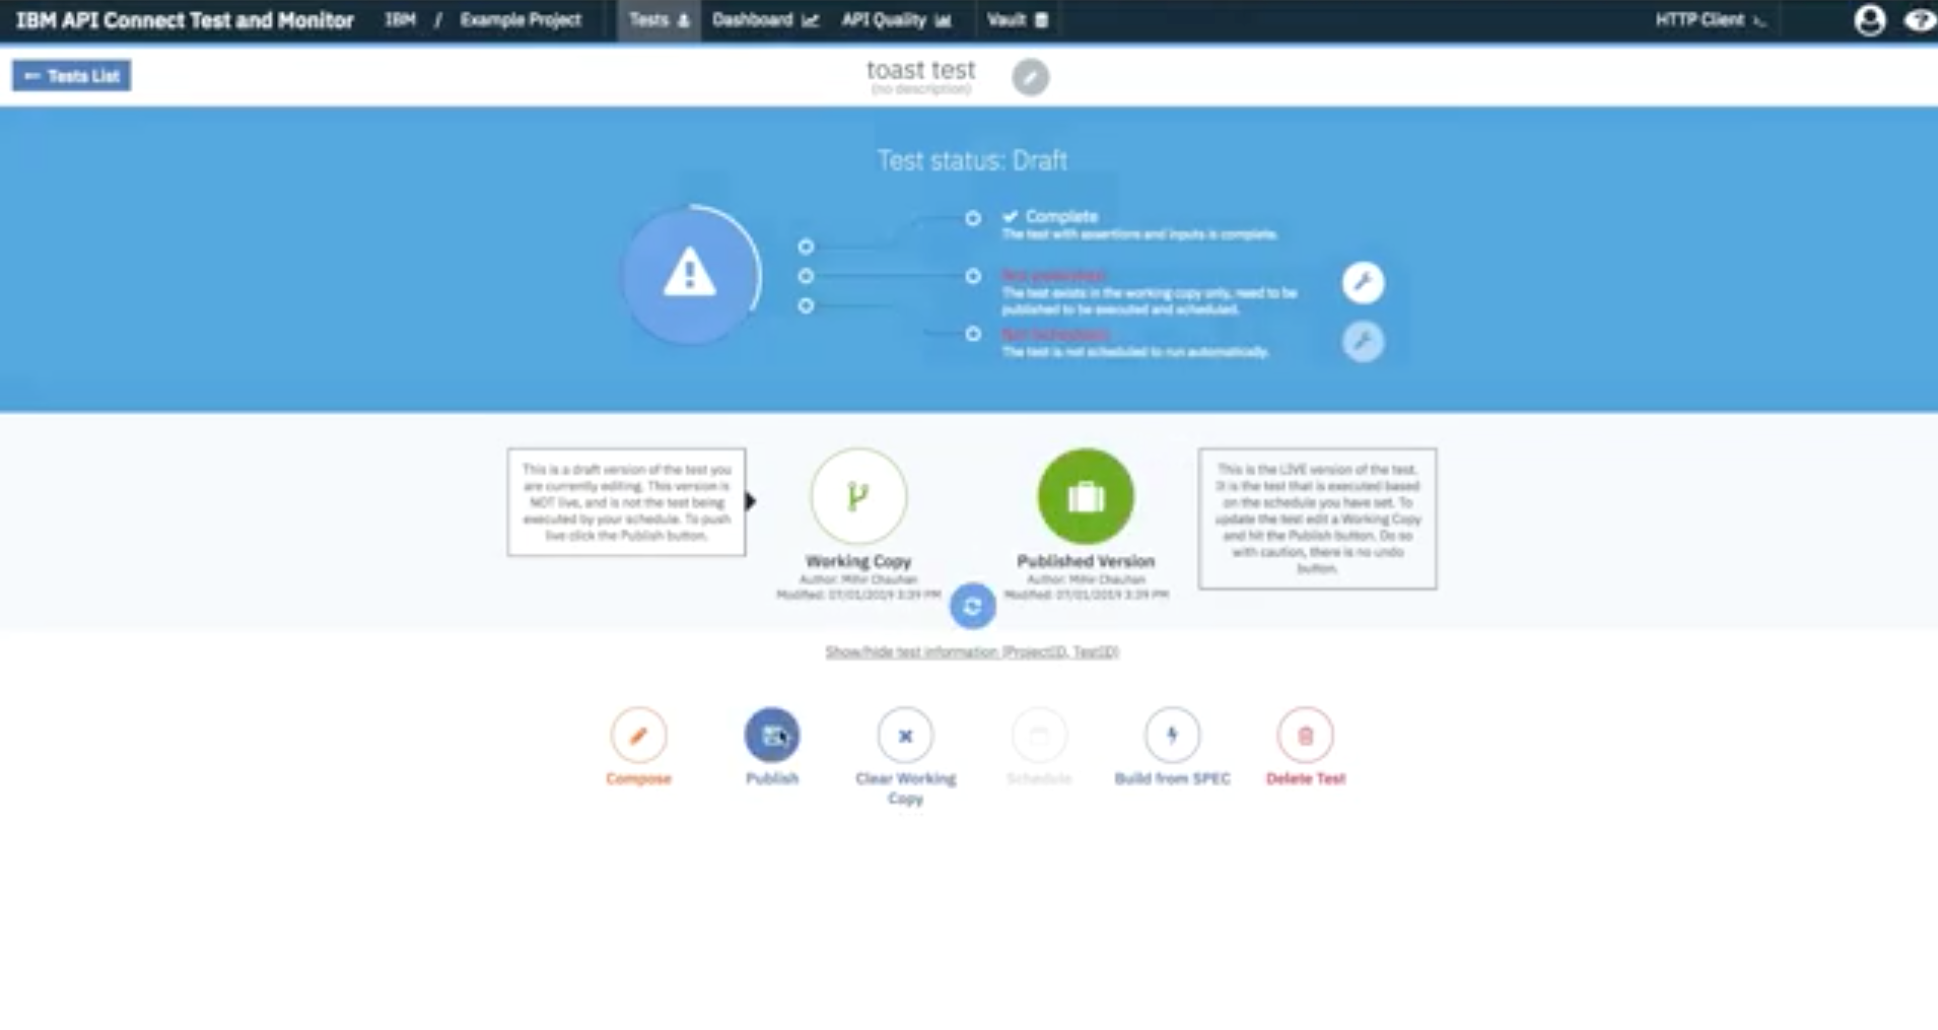 IBM API Connect Test and Monitor IBM / Example Project Tests Dashboard API Quality Vault HTTP Client
Tests List
toast test
(no description)
Test status: Draft
Complete
The test with assertions and inputs is complete.
Not published
The test exists in the working copy only, need to be
published to be executed and scheduled.
Not Scheduled
The test is not scheduled to run automatically.
This is a draft version of the test you
are currently editing. This version is
NOT live, and is not the test being
executed by your schedule. To push
live click the Publish button.
Working Copy
Author: Mihir Chauhan
Modified: 07/01/2019 3:39 PM
Published Version
Author: Mihir Chauhan
Modified: 07/01/2019 3:39 PM
This is the LIVE version of the test.
It is the test that is executed based
on the schedule you have set. To
update the test edit a Working Copy
and hit the Publish button. Do so
with caution, there is no undo
button.
Show/hide test information (ProjectID, TestID)
Compose
Publish
Clear Working
Copy
Schedule
Build from SPEC
Delete Test